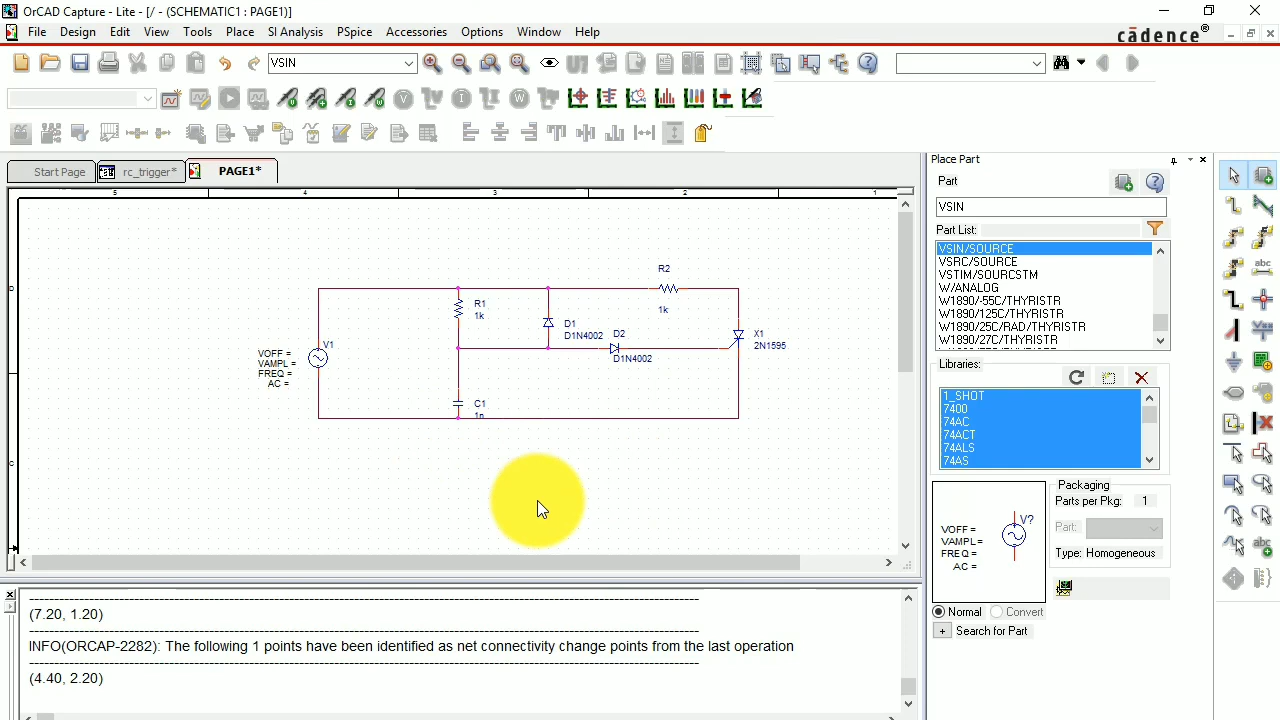 OrCAD Capture - Lite - [/ - (SCHEMATIC1 : PAGE1)]
File Design Edit View Tools Place SI Analysis PSpice Accessories Options Window Help
cādence®
VSIN
Start Page
rc_trigger*
PAGE1*
5 4 3 2 1
D
C
R2
1k
R1
1k
D1
D1N4002
D2
D1N4002
X1
2N1595
V1
VOFF =
VAMPL =
FREQ =
AC =
C1
1n
(7.20, 1.20)
INFO(ORCAP-2282): The following 1 points have been identified as net connectivity change points from the last operation
(4.40, 2.20)
Place Part
Part
VSIN
Part List:
VSIN/SOURCE
VSRC/SOURCE
VSTIM/SOURCSTM
W/ANALOG
W1890/-55C/THYRISTR
W1890/125C/THYRISTR
W1890/25C/RAD/THYRISTR
W1890/27C/THYRISTR
Libraries:
1_SHOT
7400
74AC
74ACT
74ALS
74AS
V?
VOFF =
VAMPL=
FREQ =
AC =
Packaging
Parts per Pkg: 1
Part:
Type: Homogeneous
Normal Convert
+ Search for Part